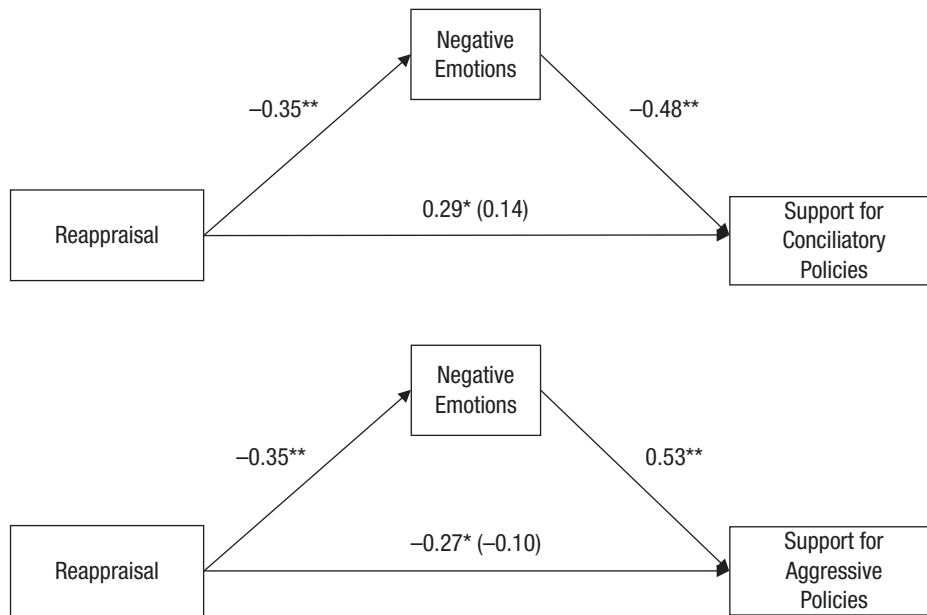 Negative
Emotions
–0.35**
–0.48**
Reappraisal
0.29* (0.14)
Support for
Conciliatory
Policies
Negative
Emotions
–0.35**
0.53**
Reappraisal
–0.27* (–0.10)
Support for
Aggressive
Policies